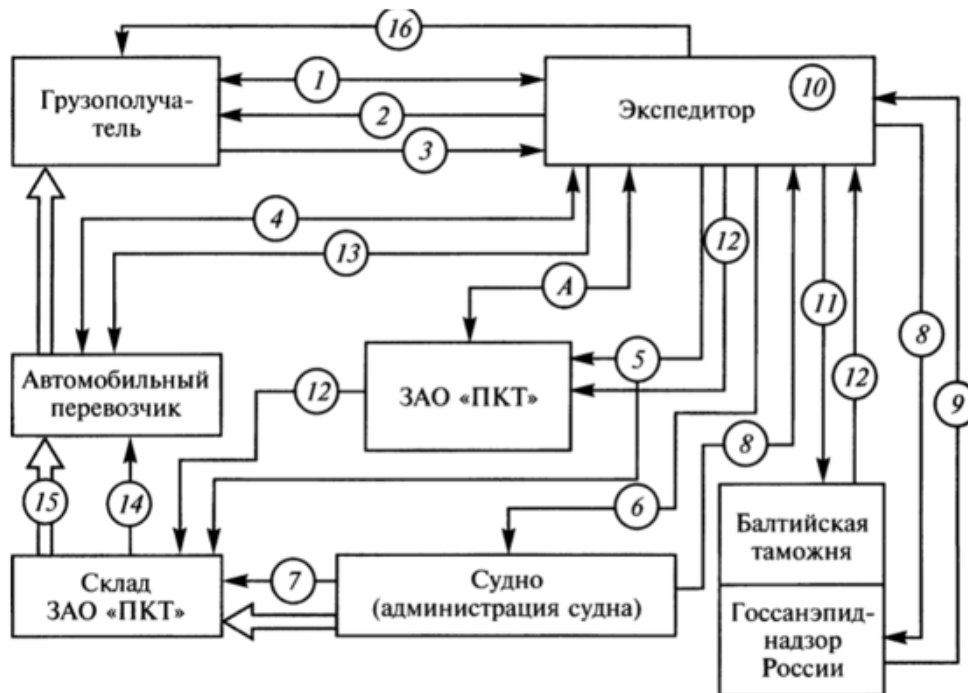 16
Грузополуча-
тель
1
2
3
Экспедитор
10
4
13
А
12
11
8
5
12
12
9
Автомобильный
перевозчик
ЗАО «ПКТ»
8
6
15
14
Балтийская
таможня
Склад
ЗАО «ПКТ»
7
Судно
(администрация судна)
Госсанэпид-
надзор
России